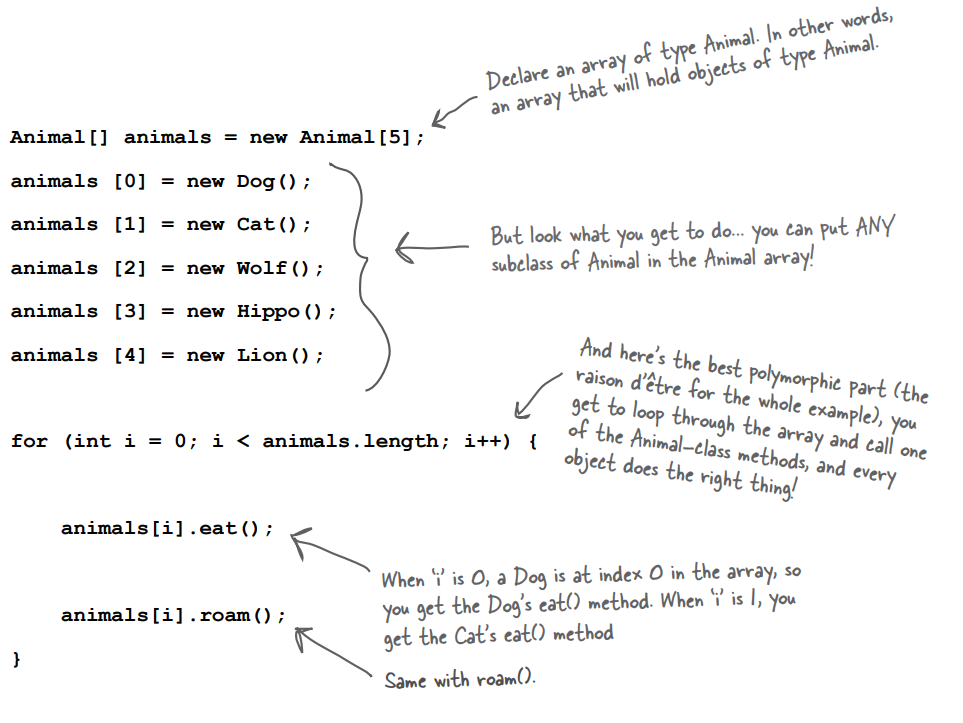 Declare an array of type Animal. In other words,
an array that will hold objects of type Animal.
Animal[] animals = new Animal[5];
animals [0] = new Dog();
animals [1] = new Cat();
animals [2] = new Wolf();
animals [3] = new Hippo();
animals [4] = new Lion();
But look what you get to do... you can put ANY
subclass of Animal in the Animal array!
And here's the best polymorphic part (the
raison d'être for the whole example), you
get to loop through the array and call one
of the Animal-class methods, and every
object does the right thing!
for (int i = 0; i < animals.length; i++) {
animals[i].eat();
When 'i' is 0, a Dog is at index 0 in the array, so
you get the Dog's eat() method. When 'i' is 1, you
get the Cat's eat() method
animals[i].roam();
Same with roam().
}